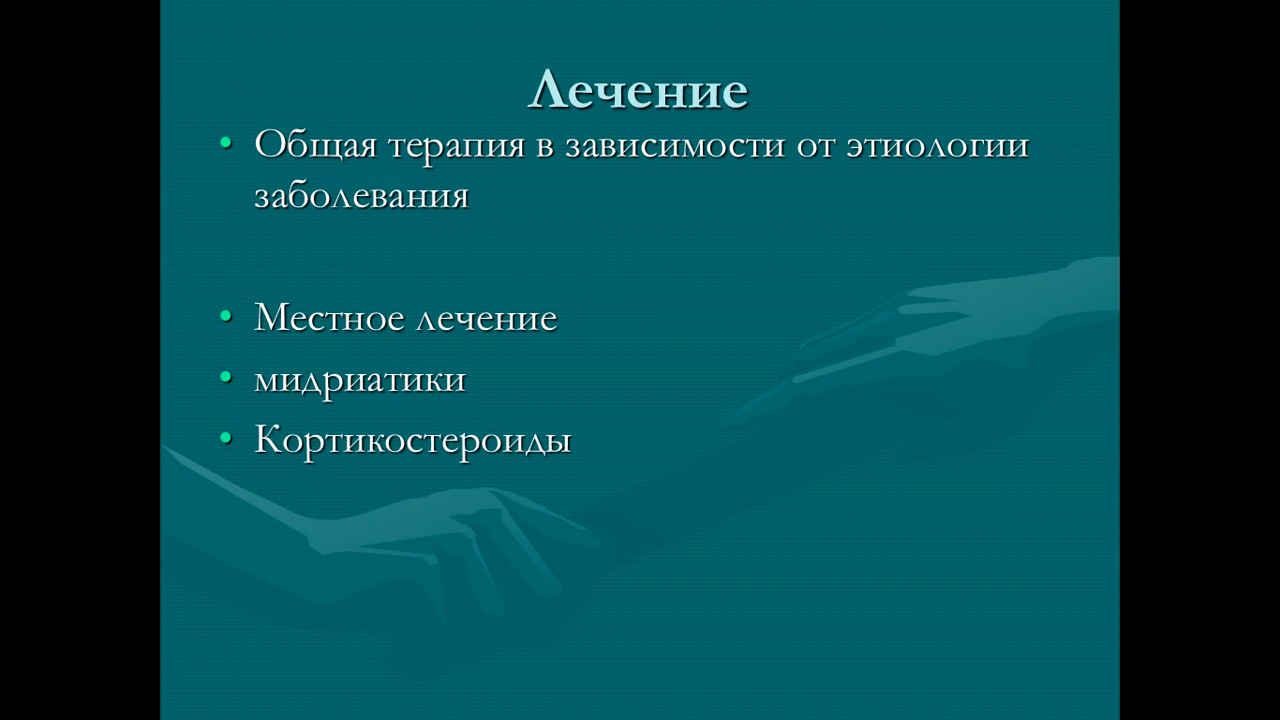 Лечение
• Общая терапия в зависимости от этиологии
заболевания
• Местное лечение
• мидриатики
• Кортикостероиды